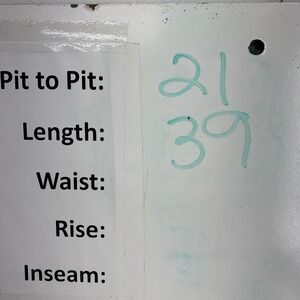 Pit to Pit: 21
Length: 39
Waist:
Rise:
Inseam: